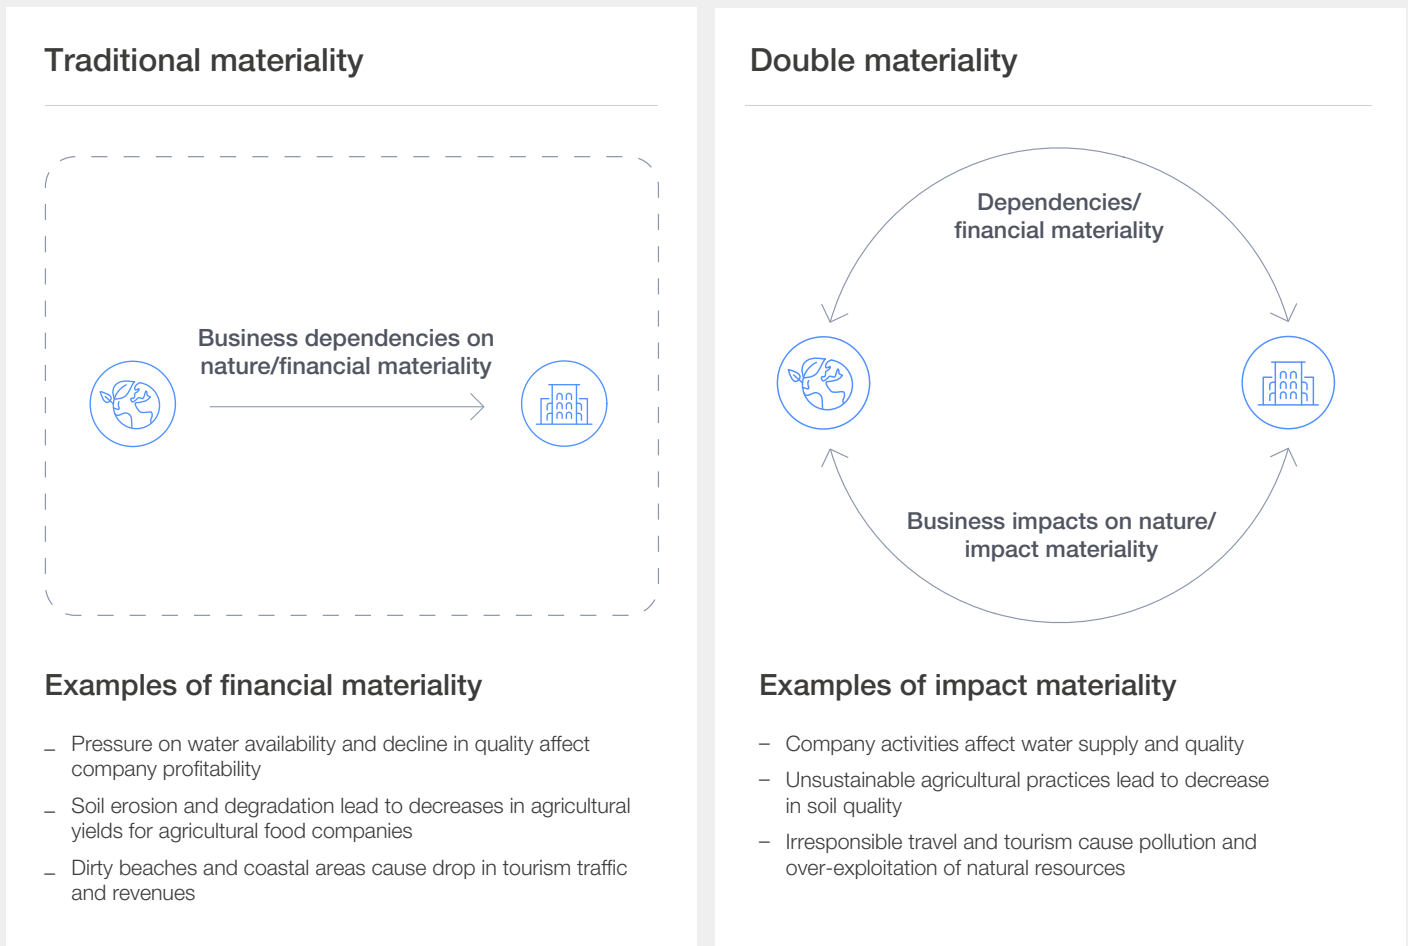 Traditional materiality
Business dependencies on
nature/financial materiality
Examples of financial materiality
– Pressure on water availability and decline in quality affect
company profitability
– Soil erosion and degradation lead to decreases in agricultural
yields for agricultural food companies
– Dirty beaches and coastal areas cause drop in tourism traffic
and revenues
Double materiality
Dependencies/
financial materiality
Business impacts on nature/
impact materiality
Examples of impact materiality
– Company activities affect water supply and quality
– Unsustainable agricultural practices lead to decrease
in soil quality
– Irresponsible travel and tourism cause pollution and
over-exploitation of natural resources